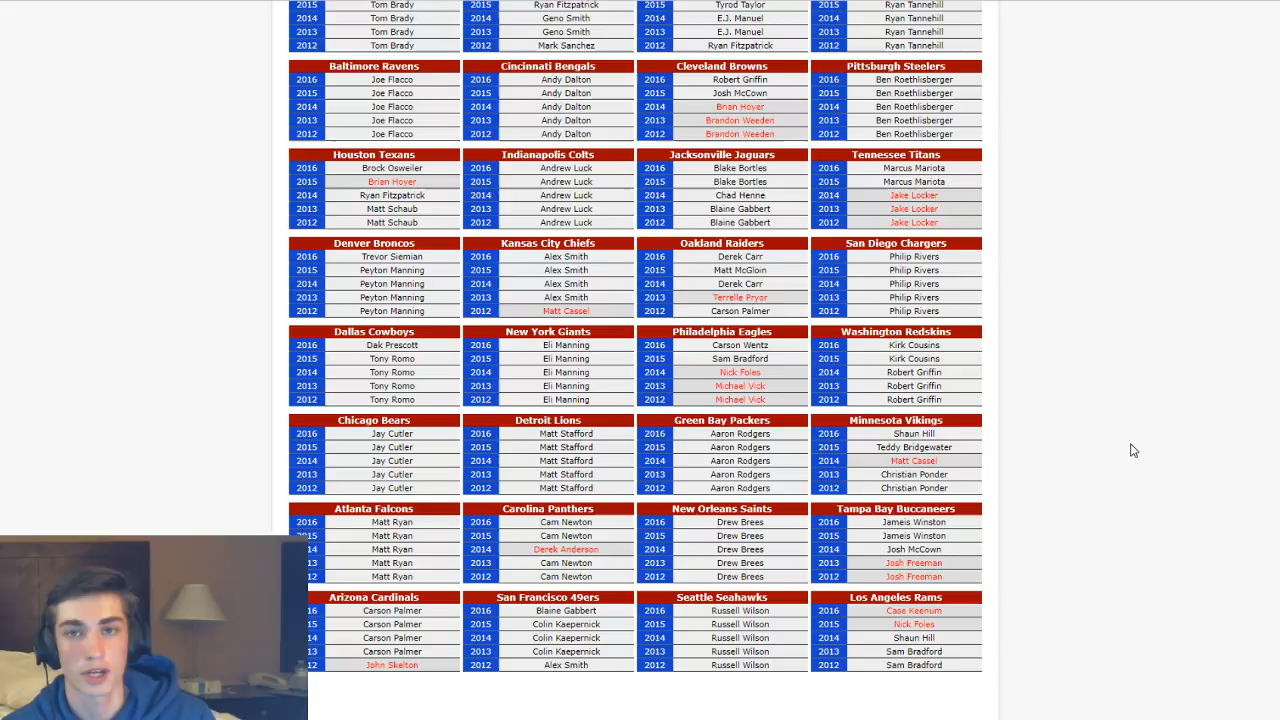 2015 Tom Brady 2015 Ryan Fitzpatrick 2015 Tyrod Taylor 2015 Ryan Tannehill
2014 Tom Brady 2014 Geno Smith 2014 E.J. Manuel 2014 Ryan Tannehill
2013 Tom Brady 2013 Geno Smith 2013 E.J. Manuel 2013 Ryan Tannehill
2012 Tom Brady 2012 Mark Sanchez 2012 Ryan Fitzpatrick 2012 Ryan Tannehill
Baltimore Ravens Cincinnati Bengals Cleveland Browns Pittsburgh Steelers
2016 Joe Flacco 2016 Andy Dalton 2016 Robert Griffin 2016 Ben Roethlisberger
2015 Joe Flacco 2015 Andy Dalton 2015 Josh McCown 2015 Ben Roethlisberger
2014 Joe Flacco 2014 Andy Dalton 2014 Brian Hoyer 2014 Ben Roethlisberger
2013 Joe Flacco 2013 Andy Dalton 2013 Brandon Weeden 2013 Ben Roethlisberger
2012 Joe Flacco 2012 Andy Dalton 2012 Brandon Weeden 2012 Ben Roethlisberger
Houston Texans Indianapolis Colts Jacksonville Jaguars Tennessee Titans
2016 Brock Osweiler 2016 Andrew Luck 2016 Blake Bortles 2016 Marcus Mariota
2015 Brian Hoyer 2015 Andrew Luck 2015 Blake Bortles 2015 Marcus Mariota
2014 Ryan Fitzpatrick 2014 Andrew Luck 2014 Chad Henne 2014 Jake Locker
2013 Matt Schaub 2013 Andrew Luck 2013 Blaine Gabbert 2013 Jake Locker
2012 Matt Schaub 2012 Andrew Luck 2012 Blaine Gabbert 2012 Jake Locker
Denver Broncos Kansas City Chiefs Oakland Raiders San Diego Chargers
2016 Trevor Siemian 2016 Alex Smith 2016 Derek Carr 2016 Philip Rivers
2015 Peyton Manning 2015 Alex Smith 2015 Matt McGloin 2015 Philip Rivers
2014 Peyton Manning 2014 Alex Smith 2014 Derek Carr 2014 Philip Rivers
2013 Peyton Manning 2013 Alex Smith 2013 Terrelle Pryor 2013 Philip Rivers
2012 Peyton Manning 2012 Matt Cassel 2012 Carson Palmer 2012 Philip Rivers
Dallas Cowboys New York Giants Philadelphia Eagles Washington Redskins
2016 Dak Prescott 2016 Eli Manning 2016 Carson Wentz 2016 Kirk Cousins
2015 Tony Romo 2015 Eli Manning 2015 Sam Bradford 2015 Kirk Cousins
2014 Tony Romo 2014 Eli Manning 2014 Nick Foles 2014 Robert Griffin
2013 Tony Romo 2013 Eli Manning 2013 Michael Vick 2013 Robert Griffin
2012 Tony Romo 2012 Eli Manning 2012 Michael Vick 2012 Robert Griffin
Chicago Bears Detroit Lions Green Bay Packers Minnesota Vikings
2016 Jay Cutler 2016 Matt Stafford 2016 Aaron Rodgers 2016 Shaun Hill
2015 Jay Cutler 2015 Matt Stafford 2015 Aaron Rodgers 2015 Teddy Bridgewater
2014 Jay Cutler 2014 Matt Stafford 2014 Aaron Rodgers 2014 Matt Cassel
2013 Jay Cutler 2013 Matt Stafford 2013 Aaron Rodgers 2013 Christian Ponder
2012 Jay Cutler 2012 Matt Stafford 2012 Aaron Rodgers 2012 Christian Ponder
Atlanta Falcons Carolina Panthers New Orleans Saints Tampa Bay Buccaneers
2016 Matt Ryan 2016 Cam Newton 2016 Drew Brees 2016 Jameis Winston
2015 Matt Ryan 2015 Cam Newton 2015 Drew Brees 2015 Jameis Winston
14 Matt Ryan 2014 Derek Anderson 2014 Drew Brees 2014 Josh McCown
13 Matt Ryan 2013 Cam Newton 2013 Drew Brees 2013 Josh Freeman
12 Matt Ryan 2012 Cam Newton 2012 Drew Brees 2012 Josh Freeman
Arizona Cardinals San Francisco 49ers Seattle Seahawks Los Angeles Rams
16 Carson Palmer 2016 Blaine Gabbert 2016 Russell Wilson 2016 Case Keenum
15 Carson Palmer 2015 Colin Kaepernick 2015 Russell Wilson 2015 Nick Foles
14 Carson Palmer 2014 Colin Kaepernick 2014 Russell Wilson 2014 Shaun Hill
13 Carson Palmer 2013 Colin Kaepernick 2013 Russell Wilson 2013 Sam Bradford
12 John Skelton 2012 Alex Smith 2012 Russell Wilson 2012 Sam Bradford